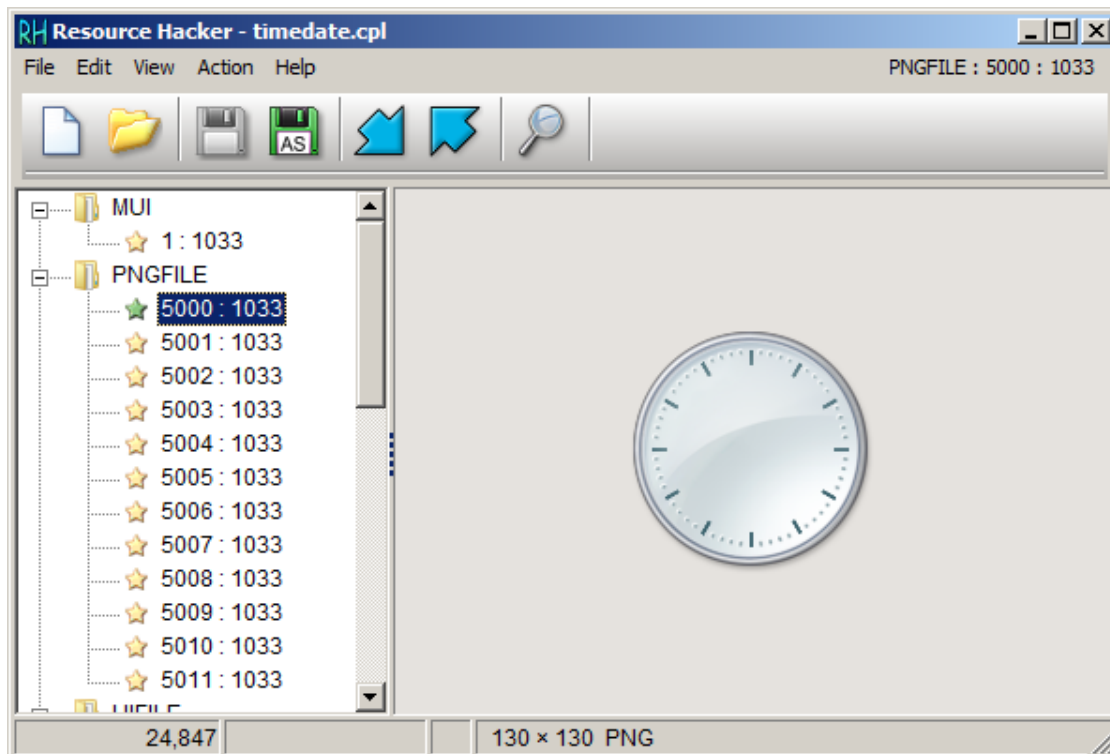 RH Resource Hacker - timedate.cpl
File Edit View Action Help PNGFILE : 5000 : 1033
AS
MUI
1 : 1033
PNGFILE
5000 : 1033
5001 : 1033
5002 : 1033
5003 : 1033
5004 : 1033
5005 : 1033
5006 : 1033
5007 : 1033
5008 : 1033
5009 : 1033
5010 : 1033
5011 : 1033
24,847
130 × 130 PNG